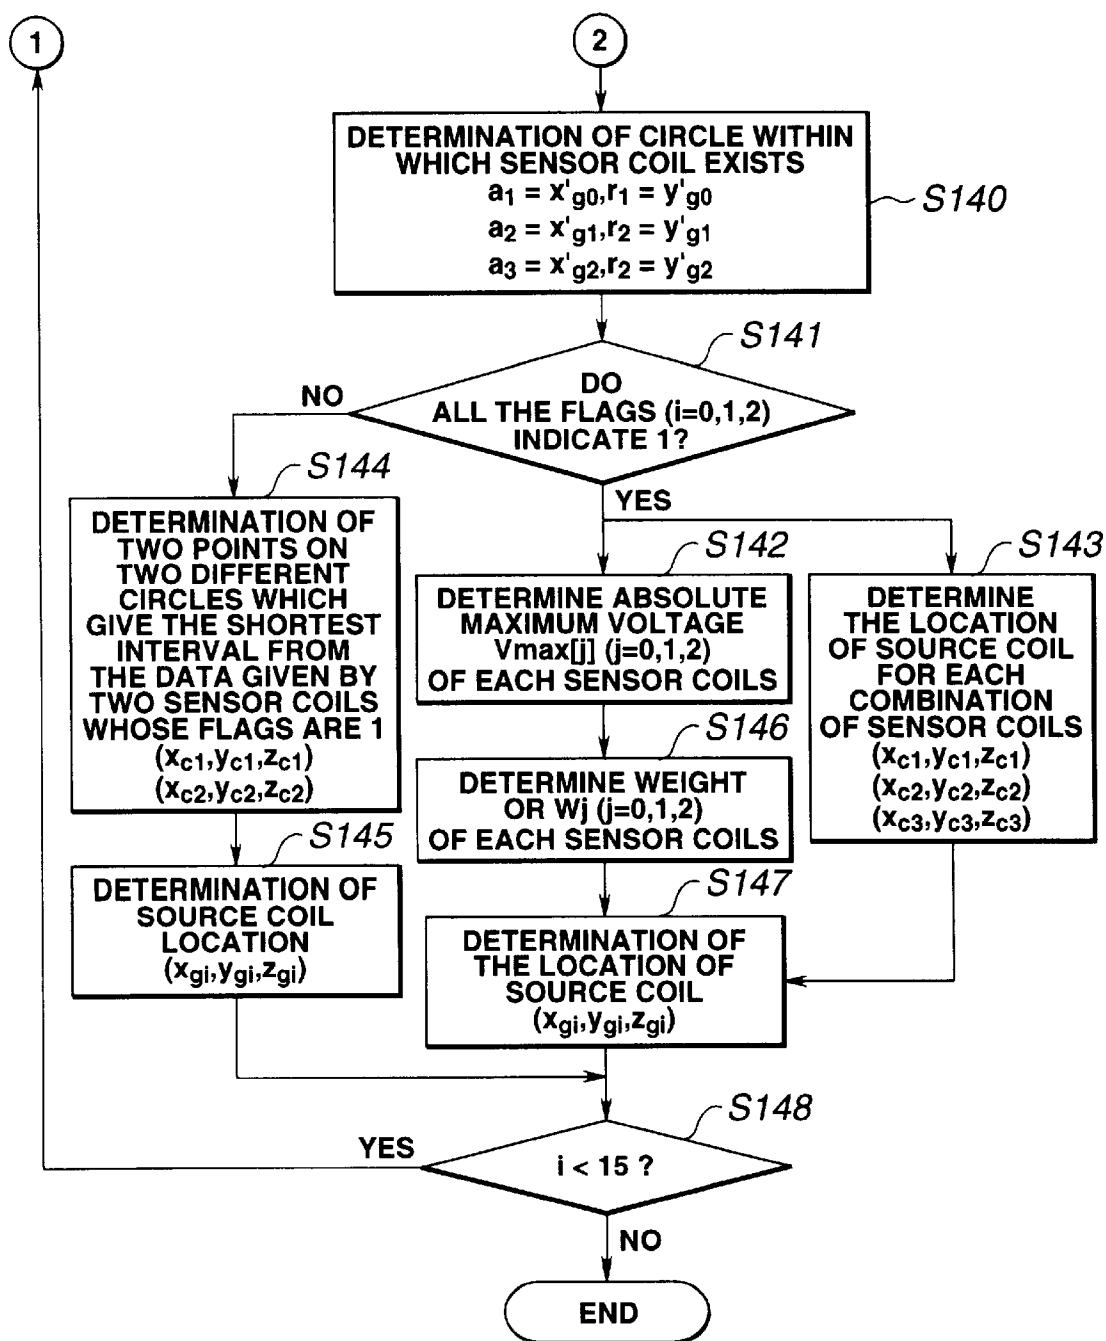 1
2
DETERMINATION OF CIRCLE WITHIN
WHICH SENSOR COIL EXISTS
a1 = x'g0,r1 = y'g0
a2 = x'g1,r2 = y'g1
a3 = x'g2,r2 = y'g2
S140
S141
DO
ALL THE FLAGS (i=0,1,2)
INDICATE 1?
NO
YES
S144
DETERMINATION OF
TWO POINTS ON
TWO DIFFERENT
CIRCLES WHICH
GIVE THE SHORTEST
INTERVAL FROM
THE DATA GIVEN BY
TWO SENSOR COILS
WHOSE FLAGS ARE 1
(xc1,yc1,zc1)
(xc2,yc2,zc2)
S142
DETERMINE ABSOLUTE
MAXIMUM VOLTAGE
Vmax[j] (j=0,1,2)
OF EACH SENSOR COILS
S143
DETERMINE
THE LOCATION
OF SOURCE COIL
FOR EACH
COMBINATION
OF SENSOR COILS
(xc1,yc1,zc1)
(xc2,yc2,zc2)
(xc3,yc3,zc3)
S146
DETERMINE WEIGHT
OR Wj (j=0,1,2)
OF EACH SENSOR COILS
S145
DETERMINATION OF
SOURCE COIL
LOCATION
(xgi,ygi,zgi)
S147
DETERMINATION OF
THE LOCATION OF
SOURCE COIL
(xgi,ygi,zgi)
S148
i < 15 ?
YES
NO
END